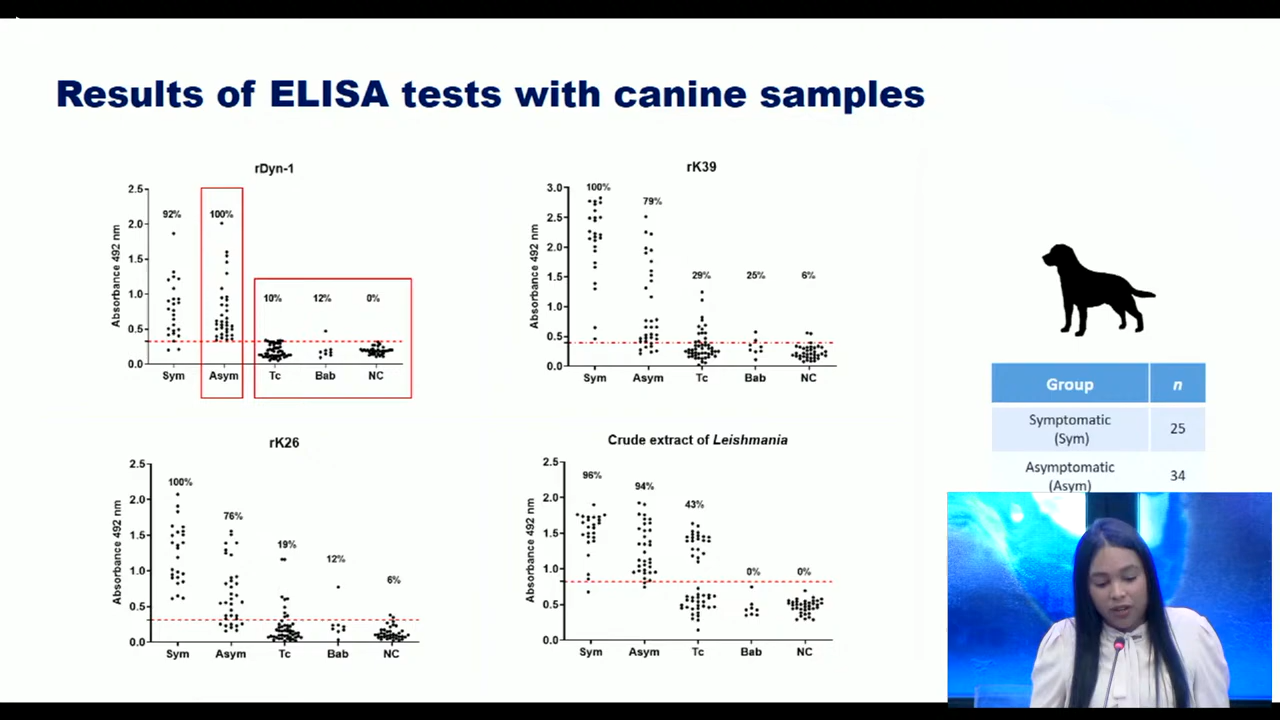 Results of ELISA tests with canine samples
rDyn-1
Absorbance 492 nm
2.5
2.0
1.5
1.0
0.5
0.0
92%
100%
10%
12%
0%
Sym
Asym
Tc
Bab
NC
rK39
Absorbance 492 nm
3.0
2.5
2.0
1.5
1.0
0.5
0.0
100%
79%
29%
25%
6%
Sym
Asym
Tc
Bab
NC
rK26
Absorbance 492 nm
2.5
2.0
1.5
1.0
0.5
0.0
100%
76%
19%
12%
6%
Sym
Asym
Tc
Bab
NC
Crude extract of Leishmania
Absorbance 492 nm
2.5
2.0
1.5
1.0
0.5
0.0
96%
94%
43%
0%
0%
Sym
Asym
Tc
Bab
NC
Group n
Symptomatic
(Sym) 25
Asymptomatic
(Asym) 34